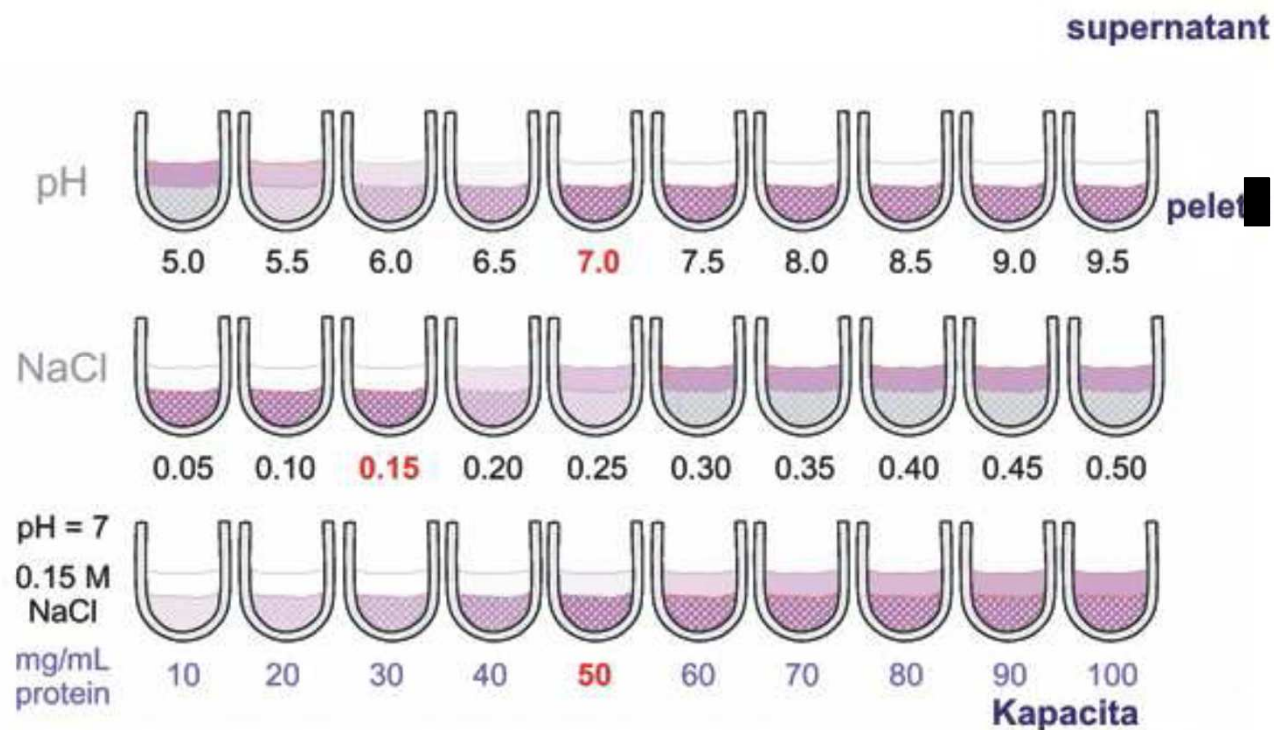 supernatant
pH
pelet
5.0 5.5 6.0 6.5 7.0 7.5 8.0 8.5 9.0 9.5
NaCl
0.05 0.10 0.15 0.20 0.25 0.30 0.35 0.40 0.45 0.50
pH = 7
0.15 M
NaCl
mg/mL
protein
10 20 30 40 50 60 70 80 90 100
Kapacita